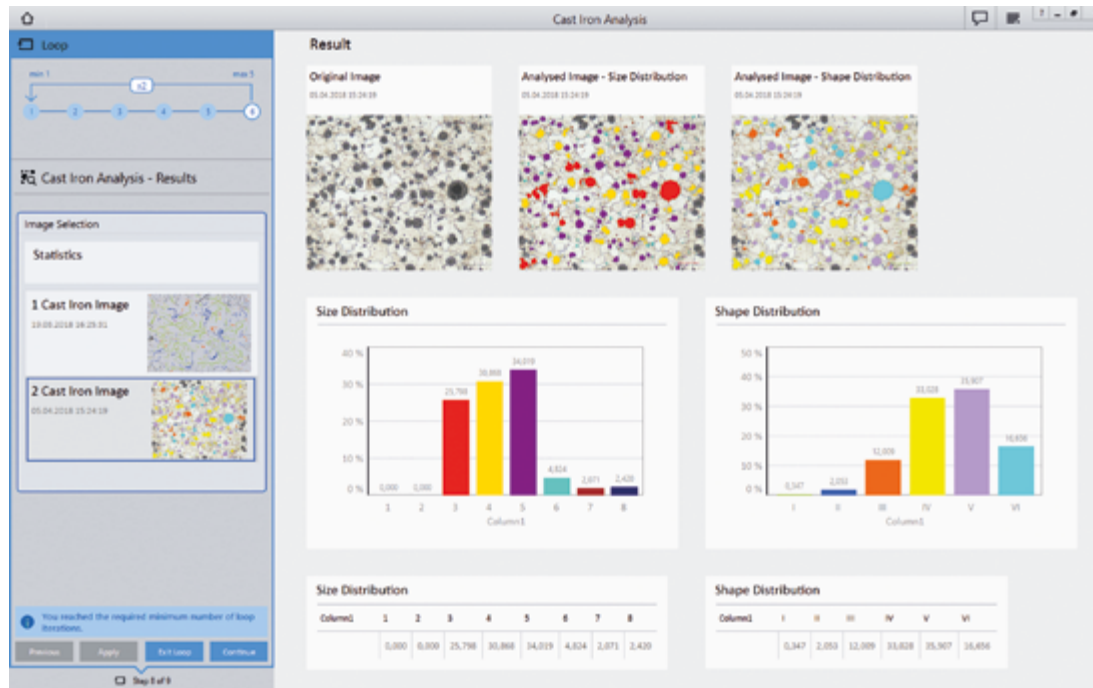 Cast Iron Analysis
?
Loop
min 1
max 5
x2
1 2 3 4 5 6
Cast Iron Analysis - Results
Image Selection
Statistics
1 Cast Iron Image
2 Cast Iron Image
05.04.2018 15:24:19
You reached the required minimum number of loop
iterations.
Previous
Apply
Exit Loop
Continue
Result
Original Image
05.04.2018 15:24:19
Analysed Image - Size Distribution
05.04.2018 15:24:19
Analysed Image - Shape Distribution
05.04.2018 15:24:19
Size Distribution
40 %
30 %
20 %
10 %
0 %
0,000
0,000
25,798
30,868
34,019
4,824
2,071
2,420
1 2 3 4 5 6 7 8
Column1
Shape Distribution
50 %
40 %
30 %
20 %
10 %
0 %
0,347
2,053
12,009
33,028
35,907
16,656
I II III IV V VI
Column1
Size Distribution
Column1 1 2 3 4 5 6 7 8
0,000 0,000 25,798 30,868 34,019 4,824 2,071 2,420
Shape Distribution
Column1 I II III IV V VI
0,347 2,053 12,009 33,028 35,907 16,656